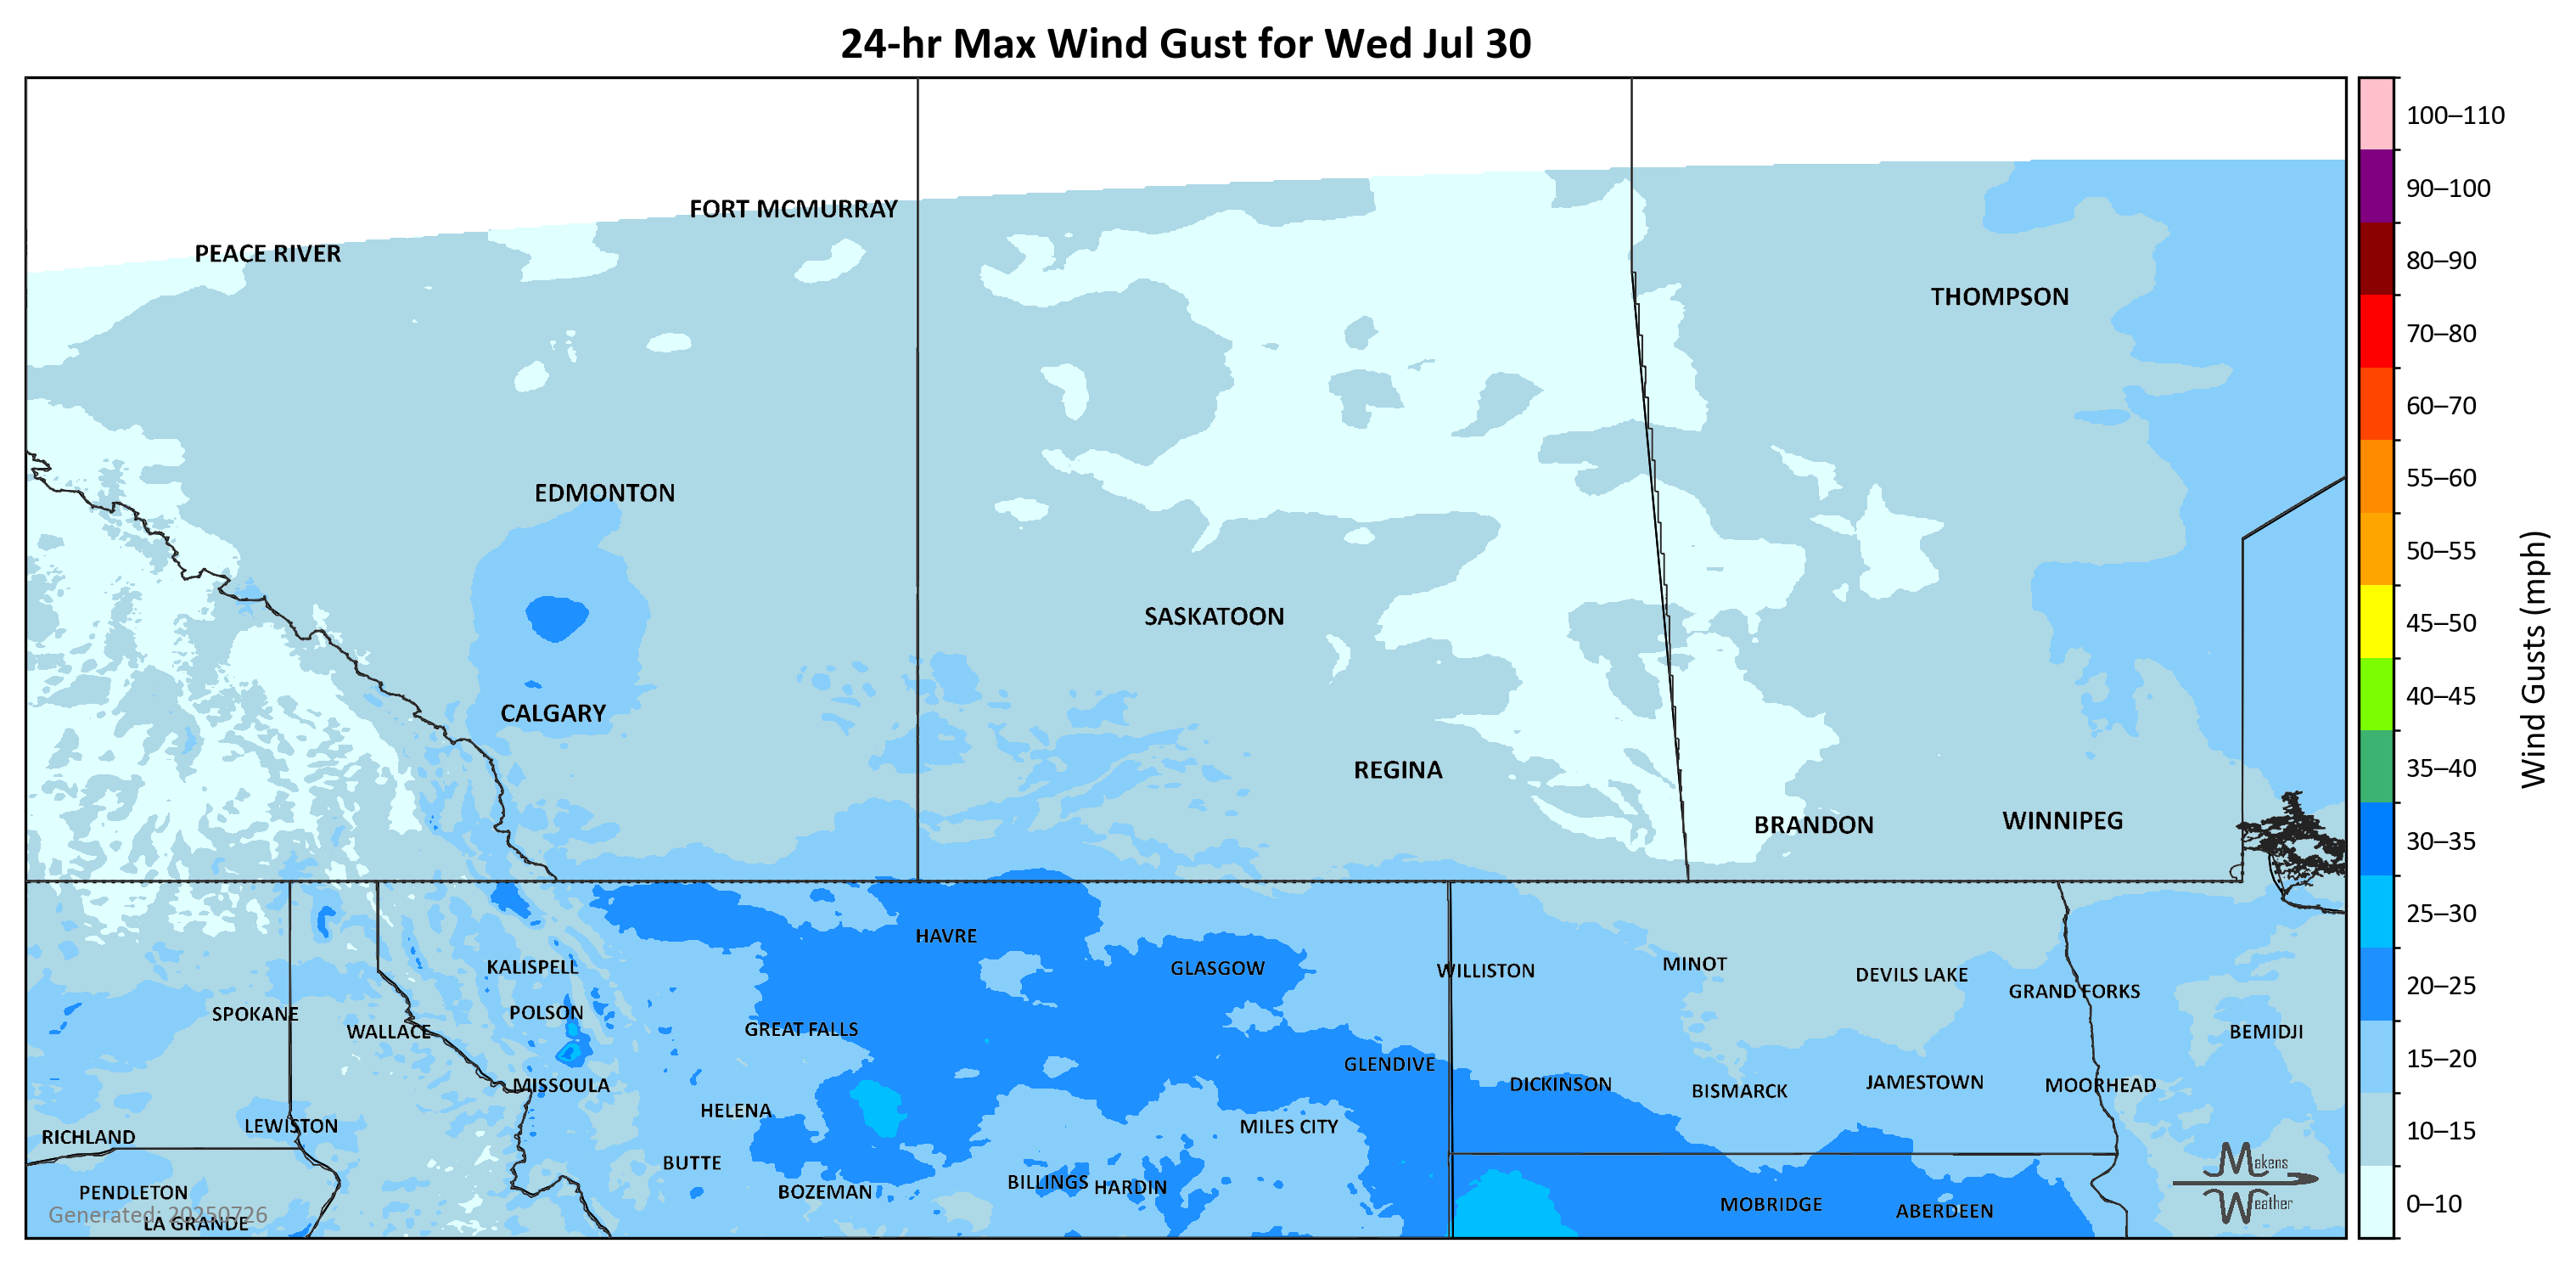 24-hr Max Wind Gust for Wed Jul 30
100–110
FORT MCMURRAY
90–100
PEACE RIVER
80–90
THOMPSON
70–80
60–70
EDMONTON
55–60
50–55
SASKATOON
45–50
Wind Gusts (mph)
CALGARY
40–45
REGINA
35–40
BRANDON
WINNIPEG
30–35
HAVRE
25–30
KALISPELL
GLASGOW
WILLISTON
MINOT
DEVILS LAKE
20–25
SPOKANE
POLSON
GRAND FORKS
WALLACE
GREAT FALLS
BEMIDJI
15–20
GLENDIVE
MISSOULA
DICKINSON
BISMARCK
JAMESTOWN
MOORHEAD
HELENA
LEWISTON
MILES CITY
10–15
RICHLAND
BUTTE
Makens
Weather
PENDLETON
BOZEMAN
BILLINGS
HARDIN
MOBRIDGE
ABERDEEN
0–10
Generated: 20250726
LA GRANDE